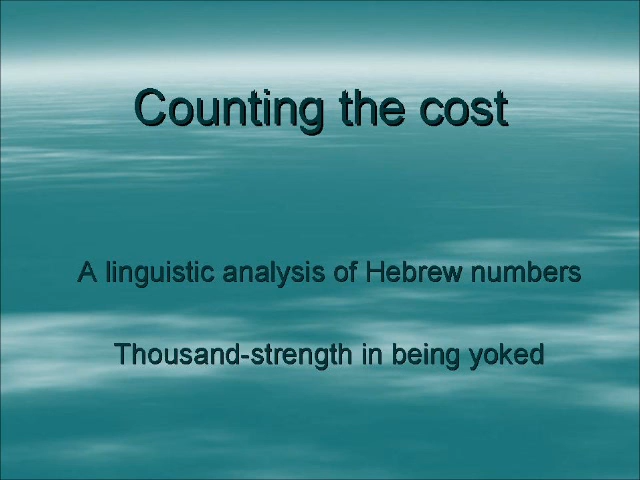 Counting the cost
A linguistic analysis of Hebrew numbers
Thousand-strength in being yoked